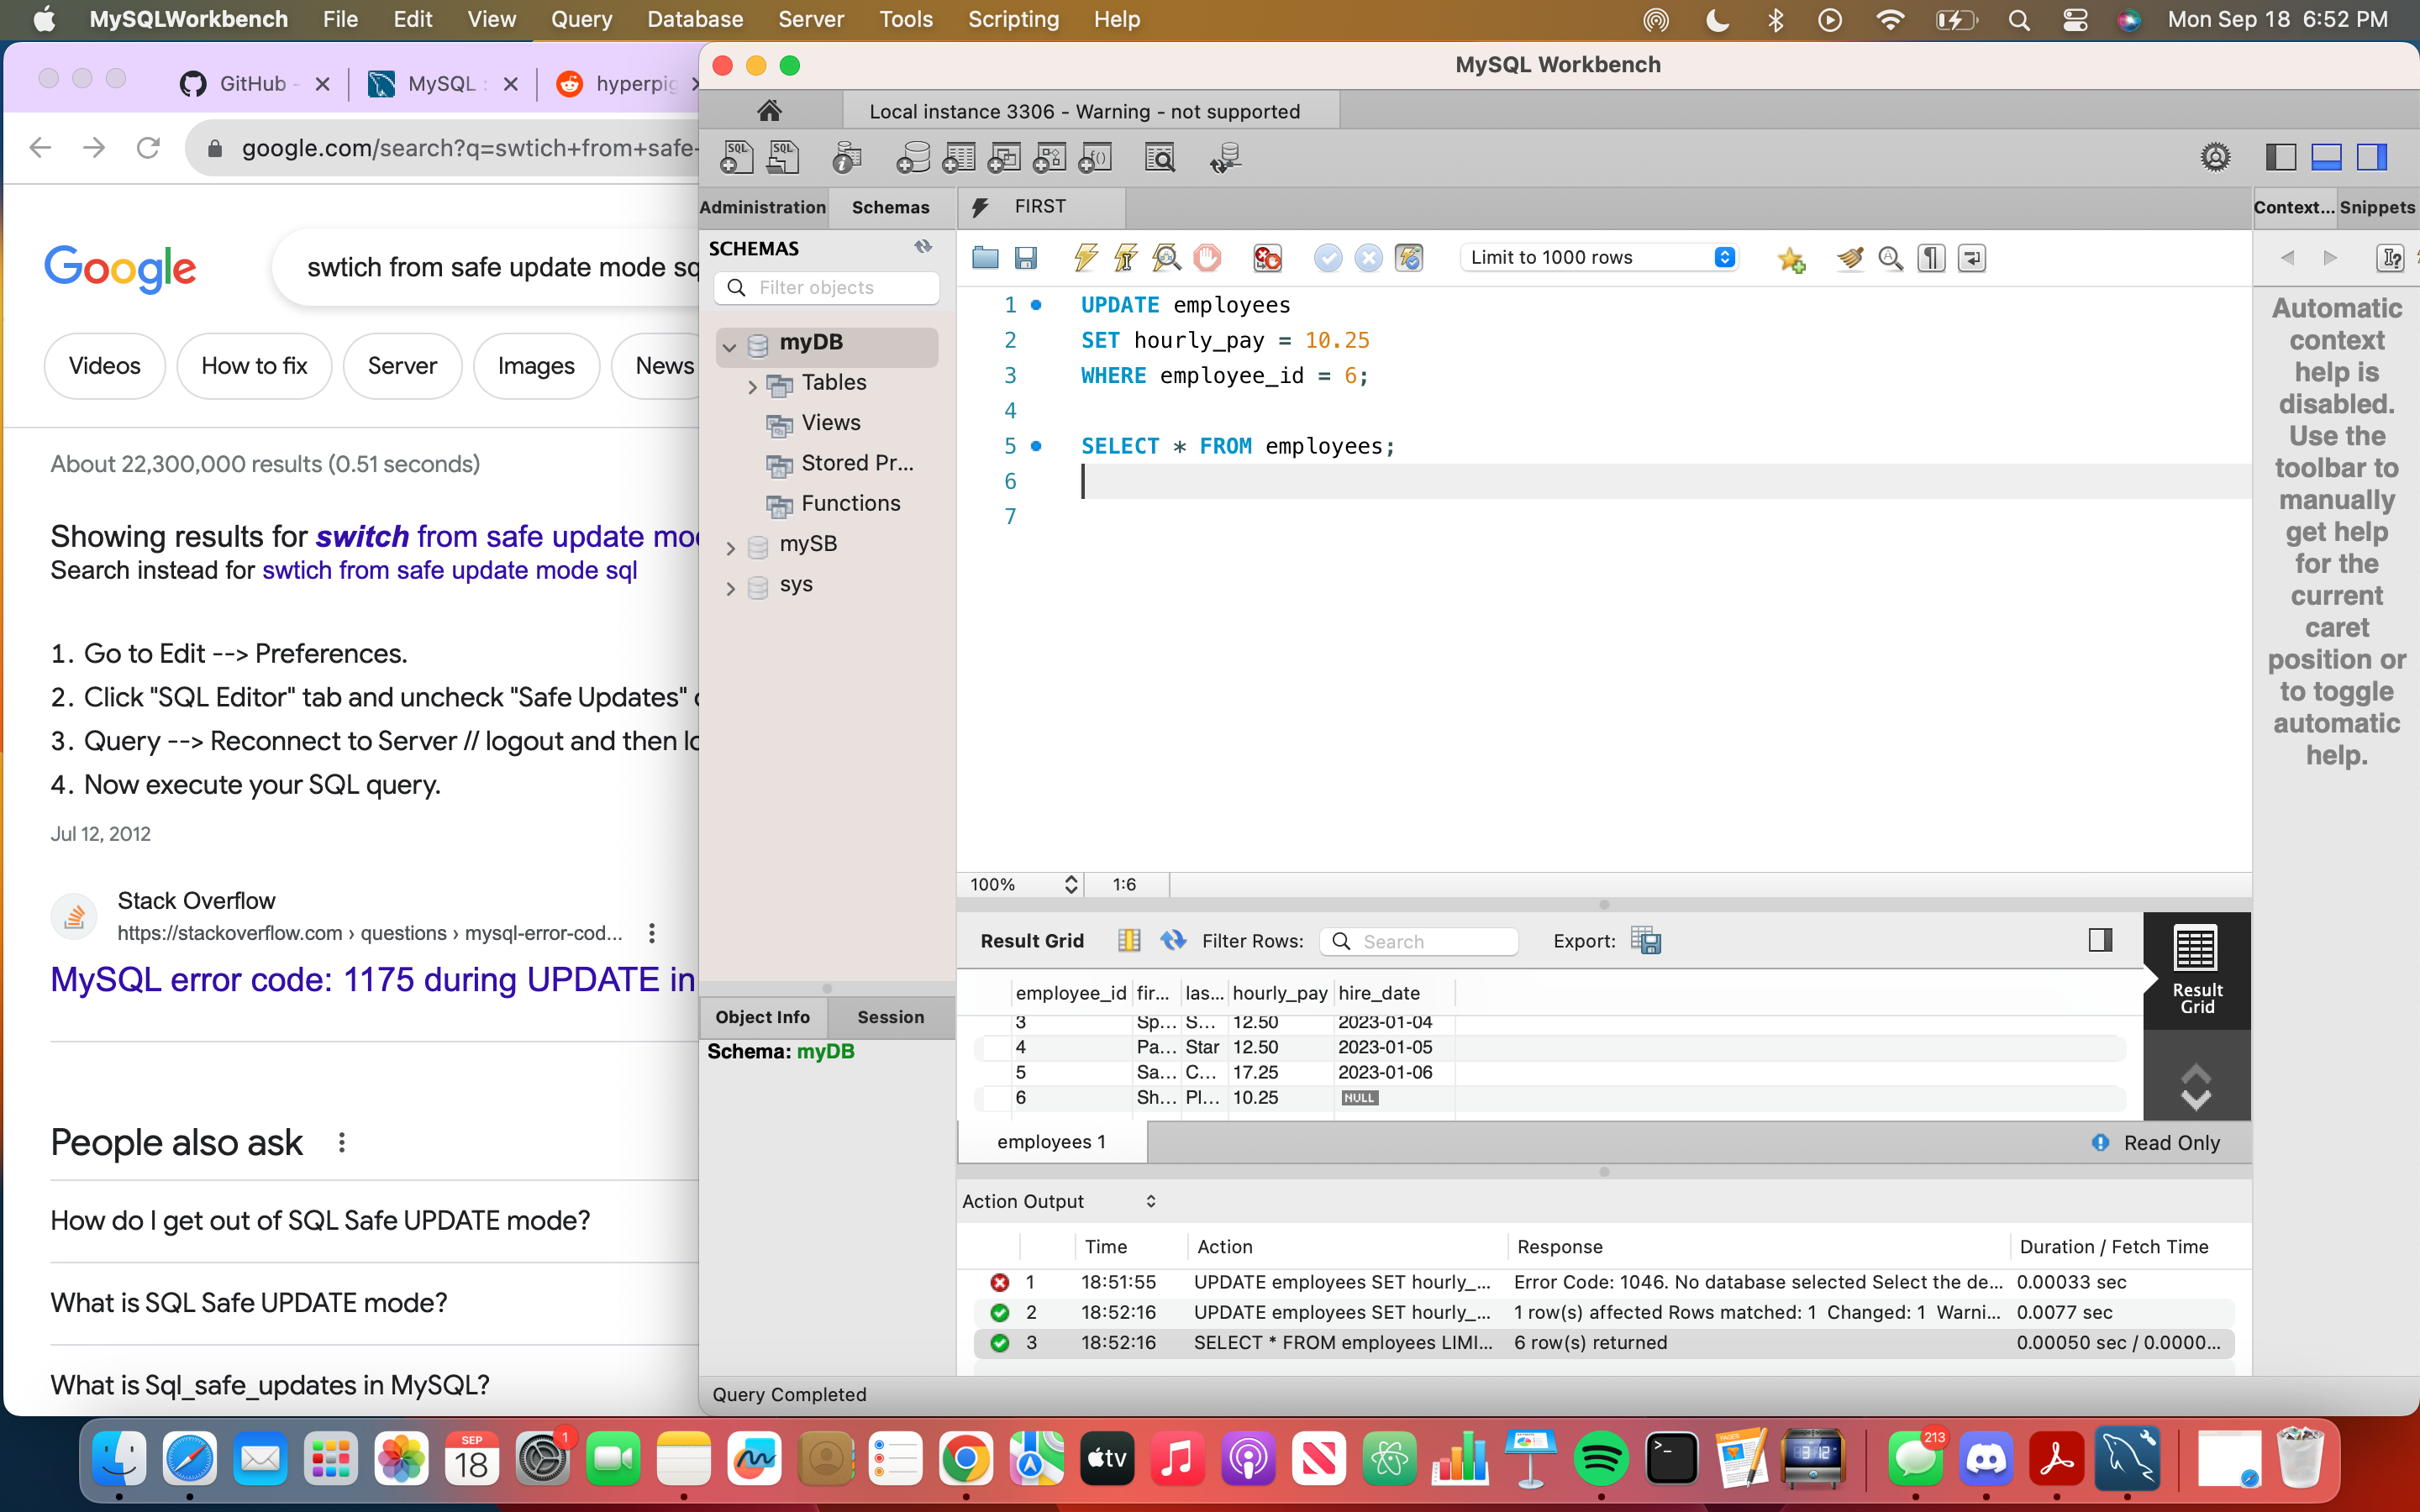 MySQLWorkbench File Edit View Query Database Server Tools Scripting Help Mon Sep 18 6:52 PM
GitHub - MySQL : hyperpig
google.com/search?q=swtich+from+safe-
Google
swtich from safe update mode sq
Videos How to fix Server Images News
About 22,300,000 results (0.51 seconds)
Showing results for switch from safe update mo
Search instead for swtich from safe update mode sql
1. Go to Edit --> Preferences.
2. Click "SQL Editor" tab and uncheck "Safe Updates"
3. Query --> Reconnect to Server // logout and then lo
4. Now execute your SQL query.
Jul 12, 2012
Stack Overflow
https://stackoverflow.com › questions › mysql-error-cod...
MySQL error code: 1175 during UPDATE in
People also ask
How do I get out of SQL Safe UPDATE mode?
What is SQL Safe UPDATE mode?
What is Sql_safe_updates in MySQL?
MySQL Workbench
Local instance 3306 - Warning - not supported
SQL SQL
Administration Schemas
SCHEMAS
Filter objects
myDB
Tables
Views
Stored Pr...
Functions
mySB
sys
Object Info Session
Schema: myDB
FIRST
Limit to 1000 rows
1 UPDATE employees
2 SET hourly_pay = 10.25
3 WHERE employee_id = 6;
4
5 SELECT * FROM employees;
6
7
100% 1:6
Result Grid Filter Rows: Search Export:
employee_id fir... las... hourly_pay hire_date
3 Sp... S... 12.50 2023-01-04
4 Pa... Star 12.50 2023-01-05
5 Sa... C... 17.25 2023-01-06
6 Sh... Pl... 10.25 NULL
Result
Grid
employees 1
Read Only
Action Output
Time Action Response Duration / Fetch Time
1 18:51:55 UPDATE employees SET hourly_... Error Code: 1046. No database selected Select the de... 0.00033 sec
2 18:52:16 UPDATE employees SET hourly_... 1 row(s) affected Rows matched: 1 Changed: 1 Warni... 0.0077 sec
3 18:52:16 SELECT * FROM employees LIMI... 6 row(s) returned 0.00050 sec / 0.0000...
Query Completed
Context... Snippets
Automatic
context
help is
disabled.
Use the
toolbar to
manually
get help
for the
current
caret
position or
to toggle
automatic
help.
SEP
18
1
tv
213